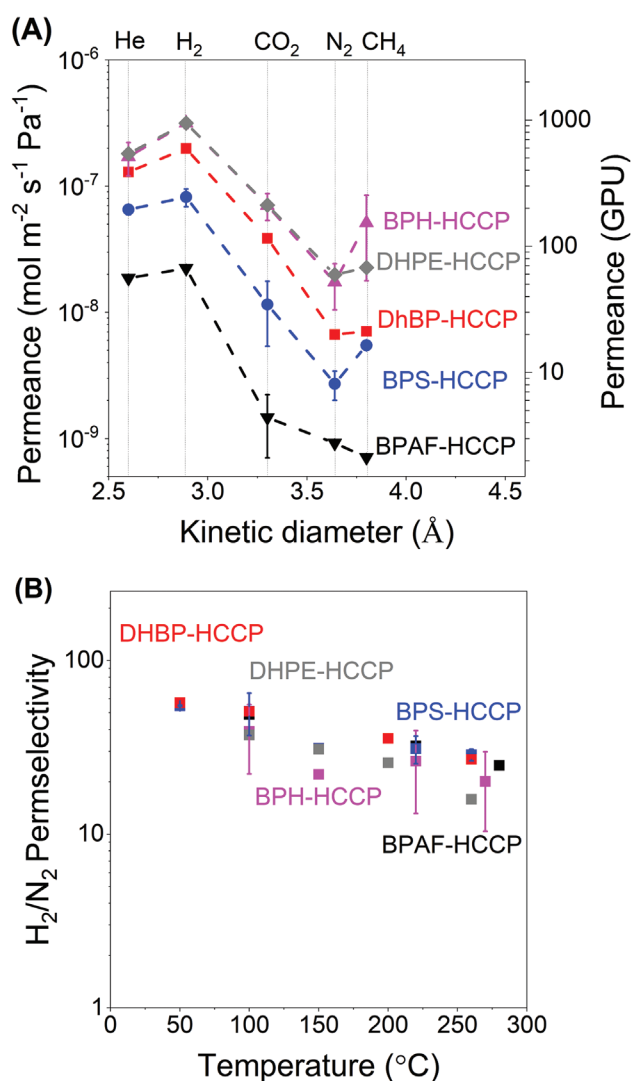 (A)
He H₂ CO₂ N₂ CH₄
10⁻⁶
10⁻⁷
10⁻⁸
10⁻⁹
Permeance (mol m⁻² s⁻¹ Pa⁻¹)
1000
100
10
Permeance (GPU)
BPH-HCCP
DHPE-HCCP
DhBP-HCCP
BPS-HCCP
BPAF-HCCP
2.5 3.0 3.5 4.0 4.5
Kinetic diameter (Å)
(B)
DHBP-HCCP
DHPE-HCCP
BPS-HCCP
BPH-HCCP
BPAF-HCCP
100
10
1
H₂/N₂ Permselectivity
0 50 100 150 200 250 300
Temperature (°C)